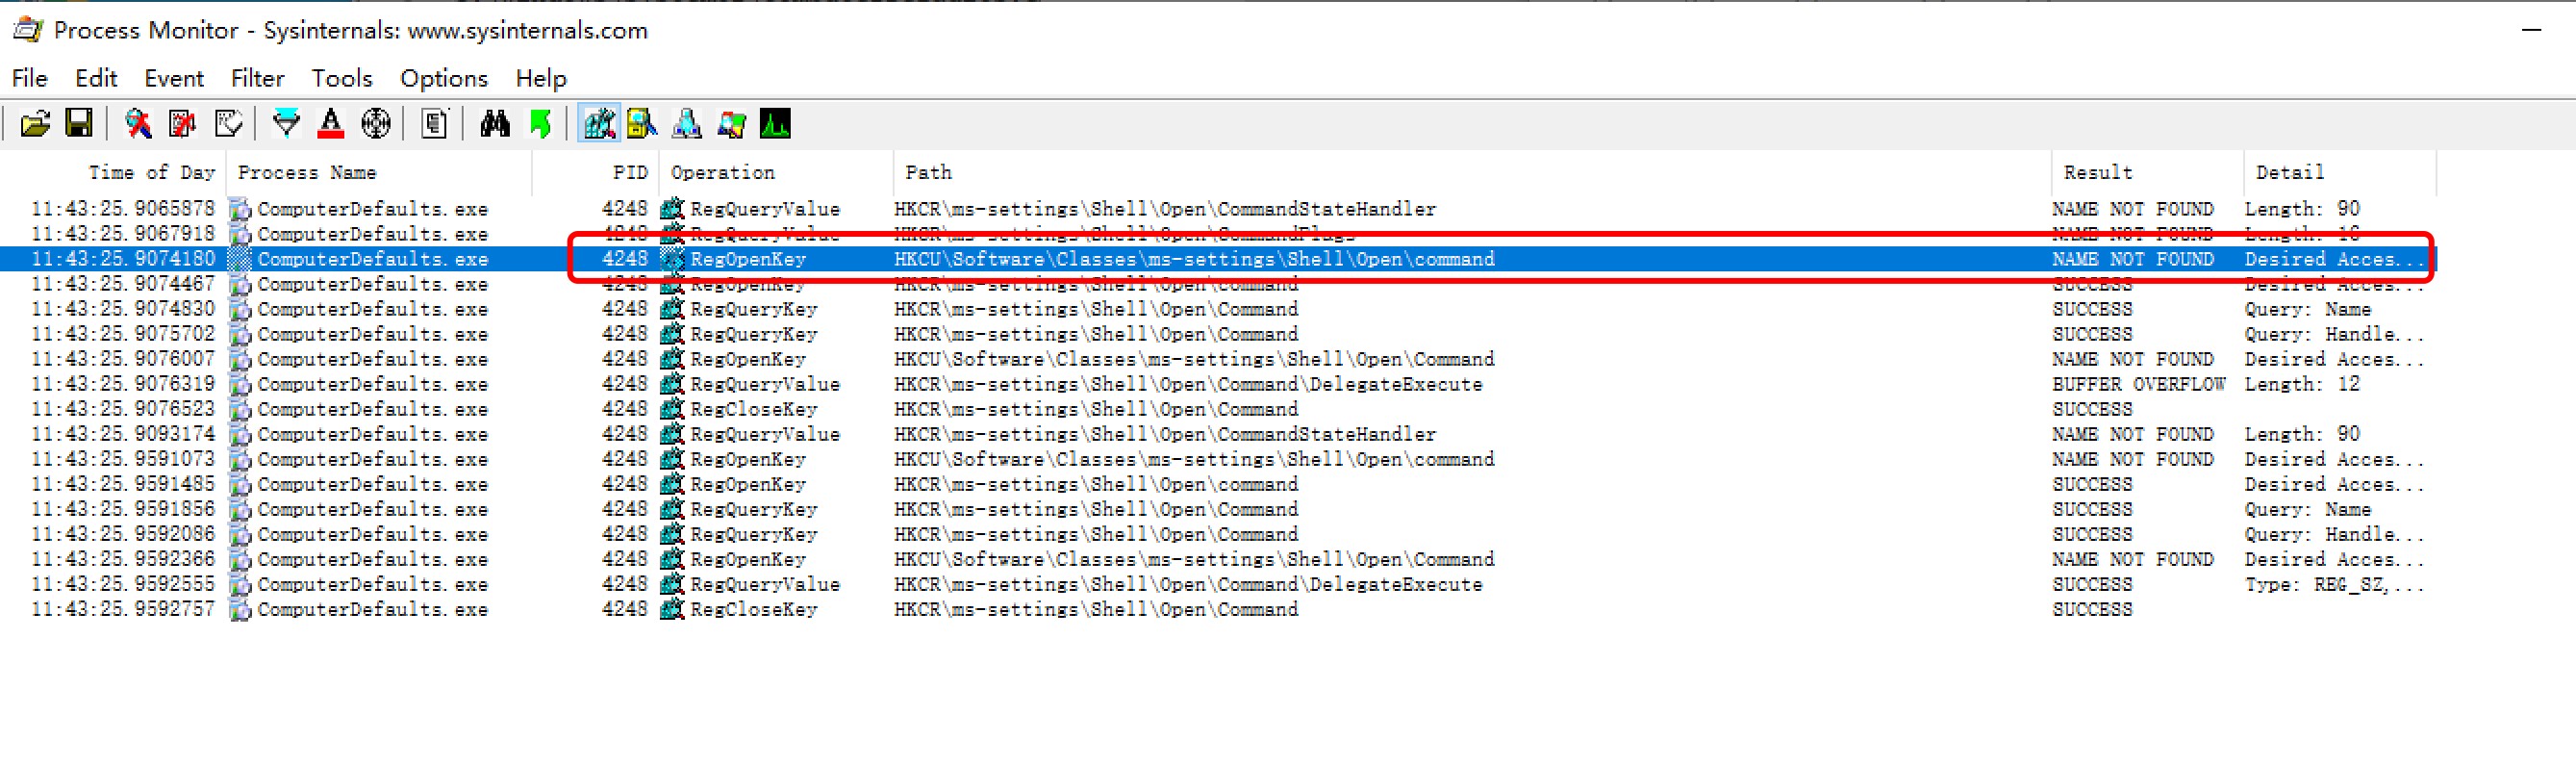 Process Monitor - Sysinternals: www.sysinternals.com
File Edit Event Filter Tools Options Help
Time of Day Process Name PID Operation Path Result Detail
11:43:25.9065878 ComputerDefaults.exe 4248 RegQueryValue HKCR\ms-settings\Shell\Open\CommandStateHandler NAME NOT FOUND Length: 90
11:43:25.9067918 ComputerDefaults.exe 4248 RegQueryValue HKCR\ms-settings\Shell\Open\CommandFlags NAME NOT FOUND Length: 16
11:43:25.9074180 ComputerDefaults.exe 4248 RegOpenKey HKCU\Software\Classes\ms-settings\Shell\Open\command NAME NOT FOUND Desired Acces...
11:43:25.9074467 ComputerDefaults.exe 4248 RegOpenKey HKCR\ms-settings\Shell\Open\command SUCCESS Desired Acces...
11:43:25.9074830 ComputerDefaults.exe 4248 RegQueryKey HKCR\ms-settings\Shell\Open\Command SUCCESS Query: Name
11:43:25.9075702 ComputerDefaults.exe 4248 RegQueryKey HKCR\ms-settings\Shell\Open\Command SUCCESS Query: Handle...
11:43:25.9076007 ComputerDefaults.exe 4248 RegOpenKey HKCU\Software\Classes\ms-settings\Shell\Open\Command NAME NOT FOUND Desired Acces...
11:43:25.9076319 ComputerDefaults.exe 4248 RegQueryValue HKCR\ms-settings\Shell\Open\Command\DelegateExecute BUFFER OVERFLOW Length: 12
11:43:25.9076523 ComputerDefaults.exe 4248 RegCloseKey HKCR\ms-settings\Shell\Open\Command SUCCESS
11:43:25.9093174 ComputerDefaults.exe 4248 RegQueryValue HKCR\ms-settings\Shell\Open\CommandStateHandler NAME NOT FOUND Length: 90
11:43:25.9591073 ComputerDefaults.exe 4248 RegOpenKey HKCU\Software\Classes\ms-settings\Shell\Open\command NAME NOT FOUND Desired Acces...
11:43:25.9591485 ComputerDefaults.exe 4248 RegOpenKey HKCR\ms-settings\Shell\Open\command SUCCESS Desired Acces...
11:43:25.9591856 ComputerDefaults.exe 4248 RegQueryKey HKCR\ms-settings\Shell\Open\Command SUCCESS Query: Name
11:43:25.9592086 ComputerDefaults.exe 4248 RegQueryKey HKCR\ms-settings\Shell\Open\Command SUCCESS Query: Handle...
11:43:25.9592366 ComputerDefaults.exe 4248 RegOpenKey HKCU\Software\Classes\ms-settings\Shell\Open\Command NAME NOT FOUND Desired Acces...
11:43:25.9592555 ComputerDefaults.exe 4248 RegQueryValue HKCR\ms-settings\Shell\Open\Command\DelegateExecute SUCCESS Type: REG_SZ,...
11:43:25.9592757 ComputerDefaults.exe 4248 RegCloseKey HKCR\ms-settings\Shell\Open\Command SUCCESS